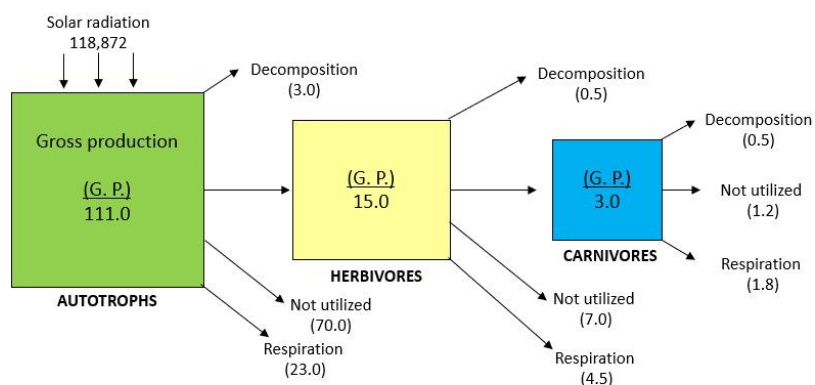 Solar radiation
118,872
Gross production
(G. P.)
111.0
AUTOTROPHS
Decomposition
(3.0)
Not utilized
(70.0)
Respiration
(23.0)
(G. P.)
15.0
HERBIVORES
Decomposition
(0.5)
Not utilized
(7.0)
Respiration
(4.5)
(G. P.)
3.0
CARNIVORES
Decomposition
(0.5)
Not utilized
(1.2)
Respiration
(1.8)